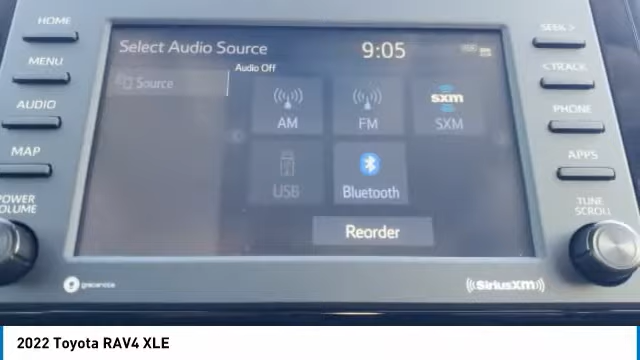 HOME
MENU
AUDIO
MAP
POWER
VOLUME
Select Audio Source
9:05
Audio Off
Source
AM
FM
sxm
SXM
USB
Bluetooth
Reorder
SEEK >
< TRACK
PHONE
APPS
TUNE
SCROLL
gracenote
((SiriusXM))
2022 Toyota RAV4 XLE